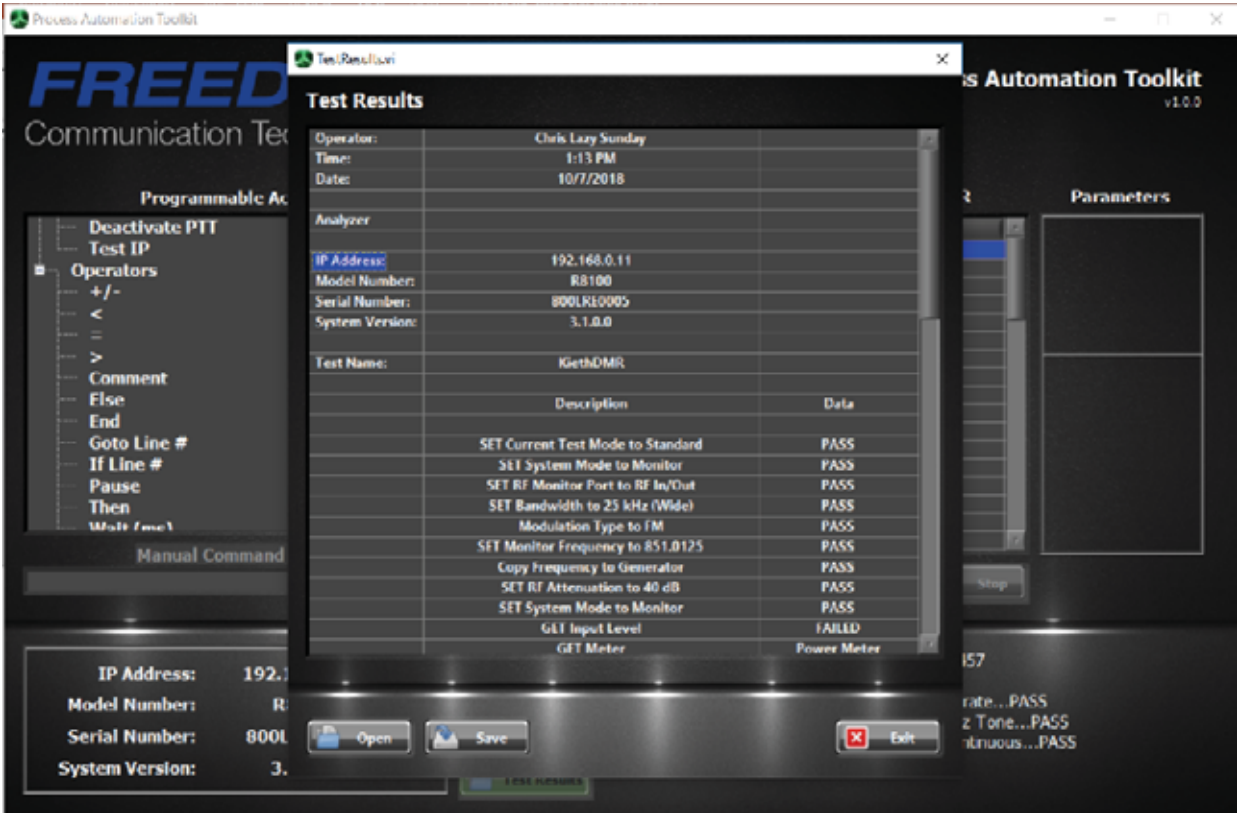 Process Automation Toolkit
TestResults.vi
FREED
Communication Tec
ss Automation Toolkit
v1.0.0
Test Results
Operator: Chris Lazy Sunday
Time: 1:13 PM
Date: 10/7/2018
Analyzer
IP Address: 192.168.0.11
Model Number: R8100
Serial Number: 800LRE0005
System Version: 3.1.0.0
Test Name: KiethDMR
Description Data
SET Current Test Mode to Standard PASS
SET System Mode to Monitor PASS
SET RF Monitor Port to RF In/Out PASS
SET Bandwidth to 25 kHz (Wide) PASS
Modulation Type to FM PASS
SET Monitor Frequency to 851.0125 PASS
Copy Frequency to Generator PASS
SET RF Attenuation to 40 dB PASS
SET System Mode to Monitor PASS
GET Input Level FAILED
GET Meter Power Meter
Open Save Exit
Programmable Ac
Deactivate PTT
Test IP
Operators
+/-
<
=
>
Comment
Else
End
Goto Line #
If Line #
Pause
Then
Wait (ms)
Manual Command
R
Parameters
Stop
IP Address: 192.1
Model Number: R
Serial Number: 800L
System Version: 3.
Test Results
57
rate...PASS
z Tone...PASS
ntinuous...PASS